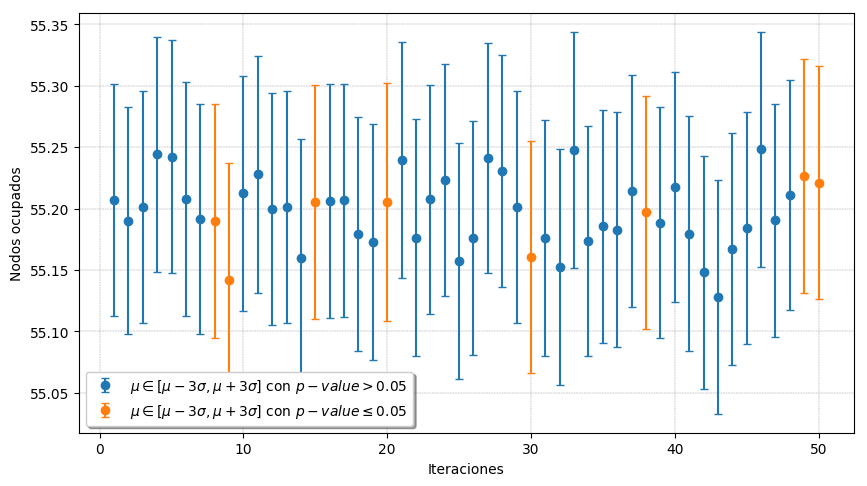 55.35
55.30
55.25
55.20
55.15
55.10
55.05
Nodos ocupados
μ ∈ [μ − 3σ, μ + 3σ] con p − value > 0.05
μ ∈ [μ − 3σ, μ + 3σ] con p − value ≤ 0.05
0 10 20 30 40 50
Iteraciones